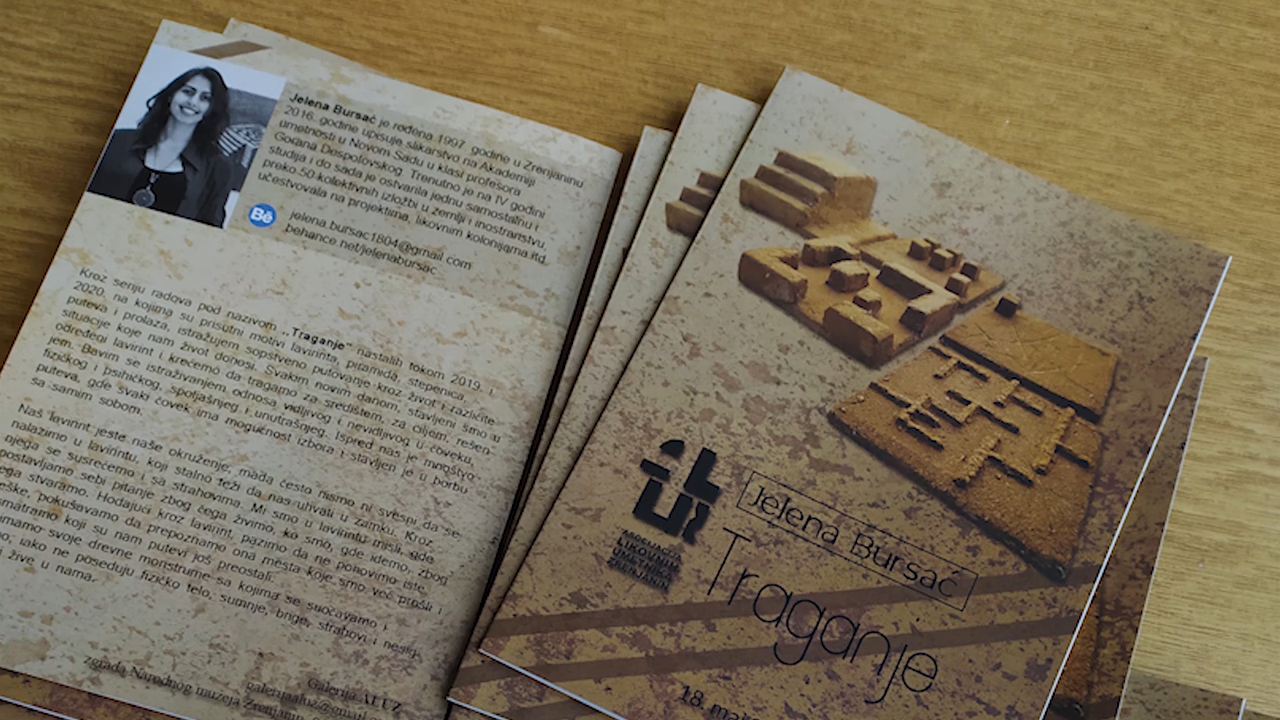 Jelena Bursać je rođena 1997. godine u Zrenjaninu.
2016. godine upisuje slikarstvo na Akademiji
umetnosti u Novom Sadu u klasi profesora
Gorana Despotovskog. Trenutno je na IV godini
studija i do sada je ostvarila jednu samostalnu i
preko 50 kolektivnih izložbi u zemlji i inostranstvu,
učestvovala na projektima, likovnim kolonijama itd.
Bē
jelena.bursac1804@gmail.com
behance.net/jelenabursac
Kroz seriju radova pod nazivom ,,Traganje“ nastalih tokom 2019. i
2020. na kojima su prisutni motivi lavirinta, piramida, stepenica,
puteva i prolaza, istražujem sopstveno putovanje kroz život i različite
situacije koje nam život donosi. Svakim novim danom, stavljeni smo u
određeni lavirint i krećemo da tragamo za središtem, za ciljem, rešen-
jem. Bavim se istraživanjem odnosa vidljivog i nevidljivog u čoveku,
fizičkog i psihičkog, spoljašnjeg i unutrašnjeg. Ispred nas je mnoštvo
puteva, gde svaki čovek ima mogućnost izbora i stavljen je u borbu
sa samim sobom.
Naš lavirint jeste naše okruženje, mada često nismo ni svesni da se
nalazimo u lavirintu, koji stalno teži da nas uhvati u zamku. Kroz
njega se susrećemo i sa strahovima. Mi smo u lavirintu misli, gde
postavljamo sebi pitanje zbog čega živimo, ko smo, gde idemo, zbog
čega stvaramo. Hodajući kroz lavirint, pazimo da ne ponovimo iste
pokušavamo da prepoznamo ona mesta koje smo već prošli i
koji su nam putevi još preostali.
svoje drevne monstrume sa kojima se suočavamo i
iako ne poseduju fizičko telo, sumnje, brige, strahovi i
žive u nama.
Galerija ALUZ
Zgrada Narodnog muzeja Zrenjanin
galerijaaluz@gmail
ASOCIJACIJA
LIKOVNIH
UMETNIKA
ZRENJANIN
Jelena Bursać
Traganje
18.